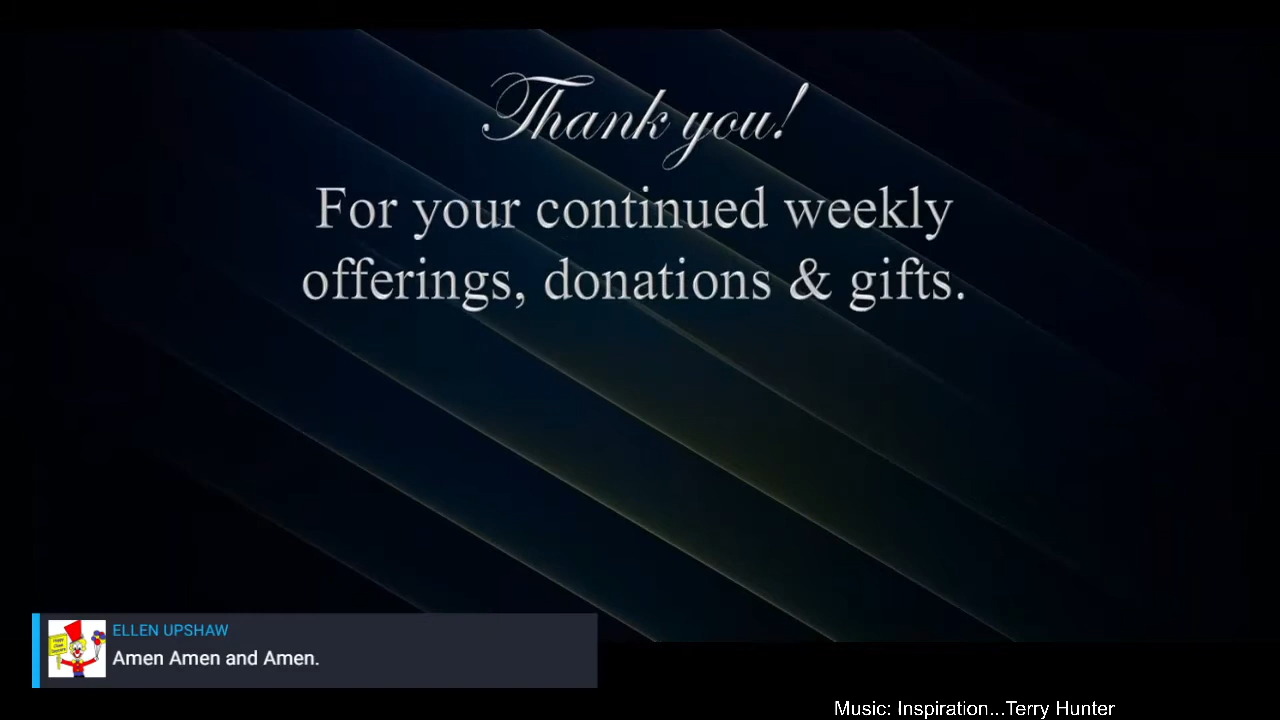 Thank you!
For your continued weekly
offerings, donations & gifts.
ELLEN UPSHAW
Amen Amen and Amen.
Music: Inspiration...Terry Hunter